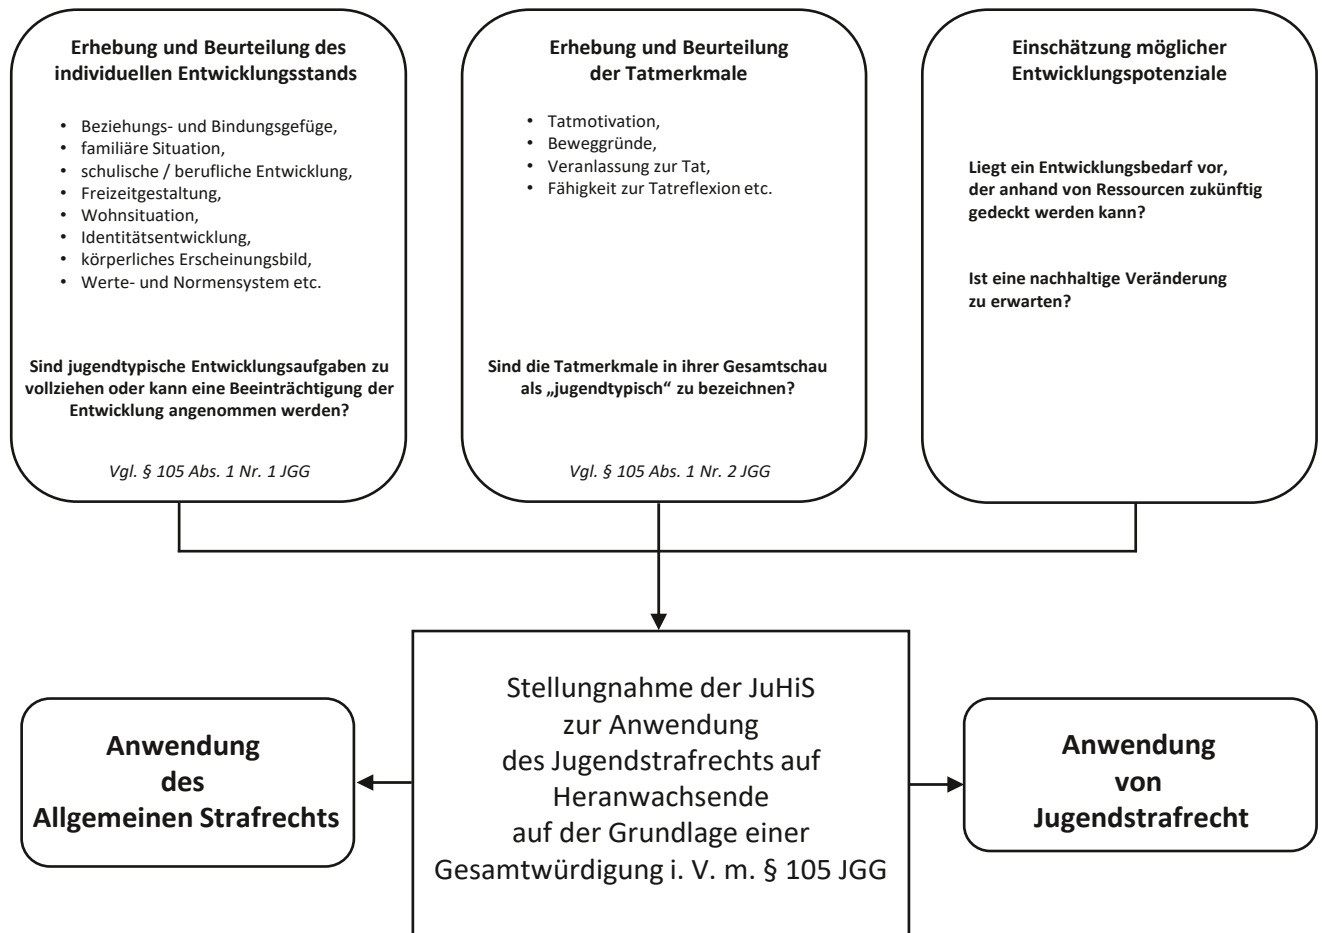 Erhebung und Beurteilung des
individuellen Entwicklungsstands
• Beziehungs- und Bindungsgefüge,
• familiäre Situation,
• schulische / berufliche Entwicklung,
• Freizeitgestaltung,
• Wohnsituation,
• Identitätsentwicklung,
• körperliches Erscheinungsbild,
• Werte- und Normensystem etc.
Sind jugendtypische Entwicklungsaufgaben zu
vollziehen oder kann eine Beeinträchtigung der
Entwicklung angenommen werden?
Vgl. § 105 Abs. 1 Nr. 1 JGG
Erhebung und Beurteilung
der Tatmerkmale
• Tatmotivation,
• Beweggründe,
• Veranlassung zur Tat,
• Fähigkeit zur Tatreflexion etc.
Sind die Tatmerkmale in ihrer Gesamtschau
als „jugendtypisch“ zu bezeichnen?
Vgl. § 105 Abs. 1 Nr. 2 JGG
Einschätzung möglicher
Entwicklungspotenziale
Liegt ein Entwicklungsbedarf vor,
der anhand von Ressourcen zukünftig
gedeckt werden kann?
Ist eine nachhaltige Veränderung
zu erwarten?
Anwendung
des
Allgemeinen Strafrechts
Stellungnahme der JuHiS
zur Anwendung
des Jugendstrafrechts auf
Heranwachsende
auf der Grundlage einer
Gesamtwürdigung i. V. m. § 105 JGG
Anwendung
von
Jugendstrafrecht